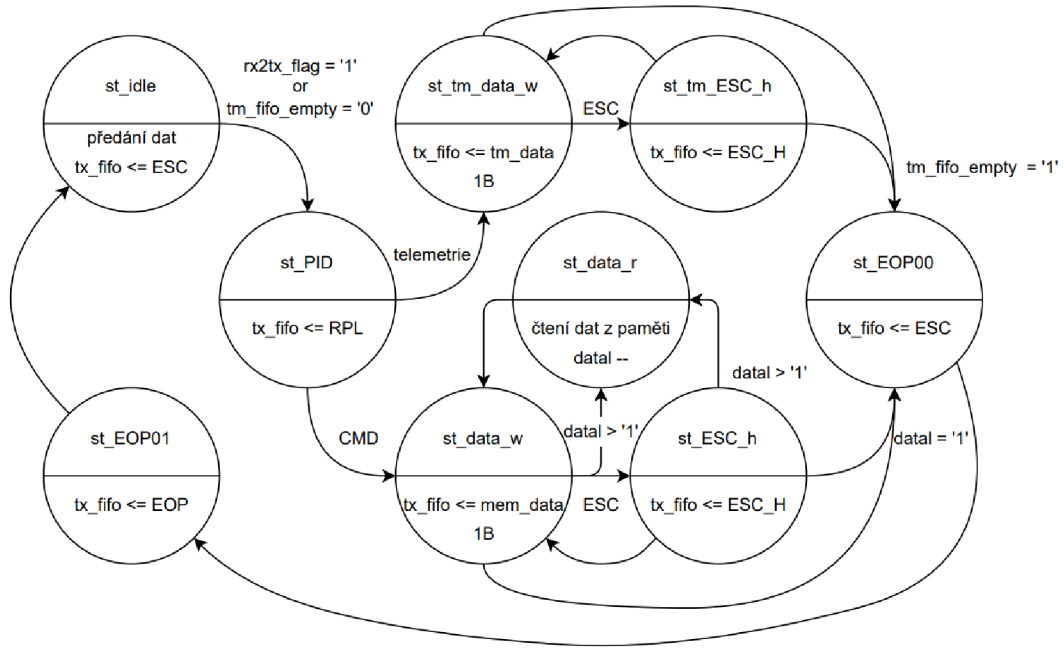 st_idle
předání dat
tx_fifo <= ESC
rx2tx_flag = '1'
or
tm_fifo_empty = '0'
st_tm_data_w
tx_fifo <= tm_data
1B
ESC
st_tm_ESC_h
tx_fifo <= ESC_H
tm_fifo_empty = '1'
st_PID
tx_fifo <= RPL
telemetrie
st_data_r
čtení dat z paměti
datal --
st_EOP00
tx_fifo <= ESC
datal > '1'
st_EOP01
tx_fifo <= EOP
CMD
st_data_w
tx_fifo <= mem_data
1B
datal > '1'
ESC
st_ESC_h
tx_fifo <= ESC_H
datal = '1'